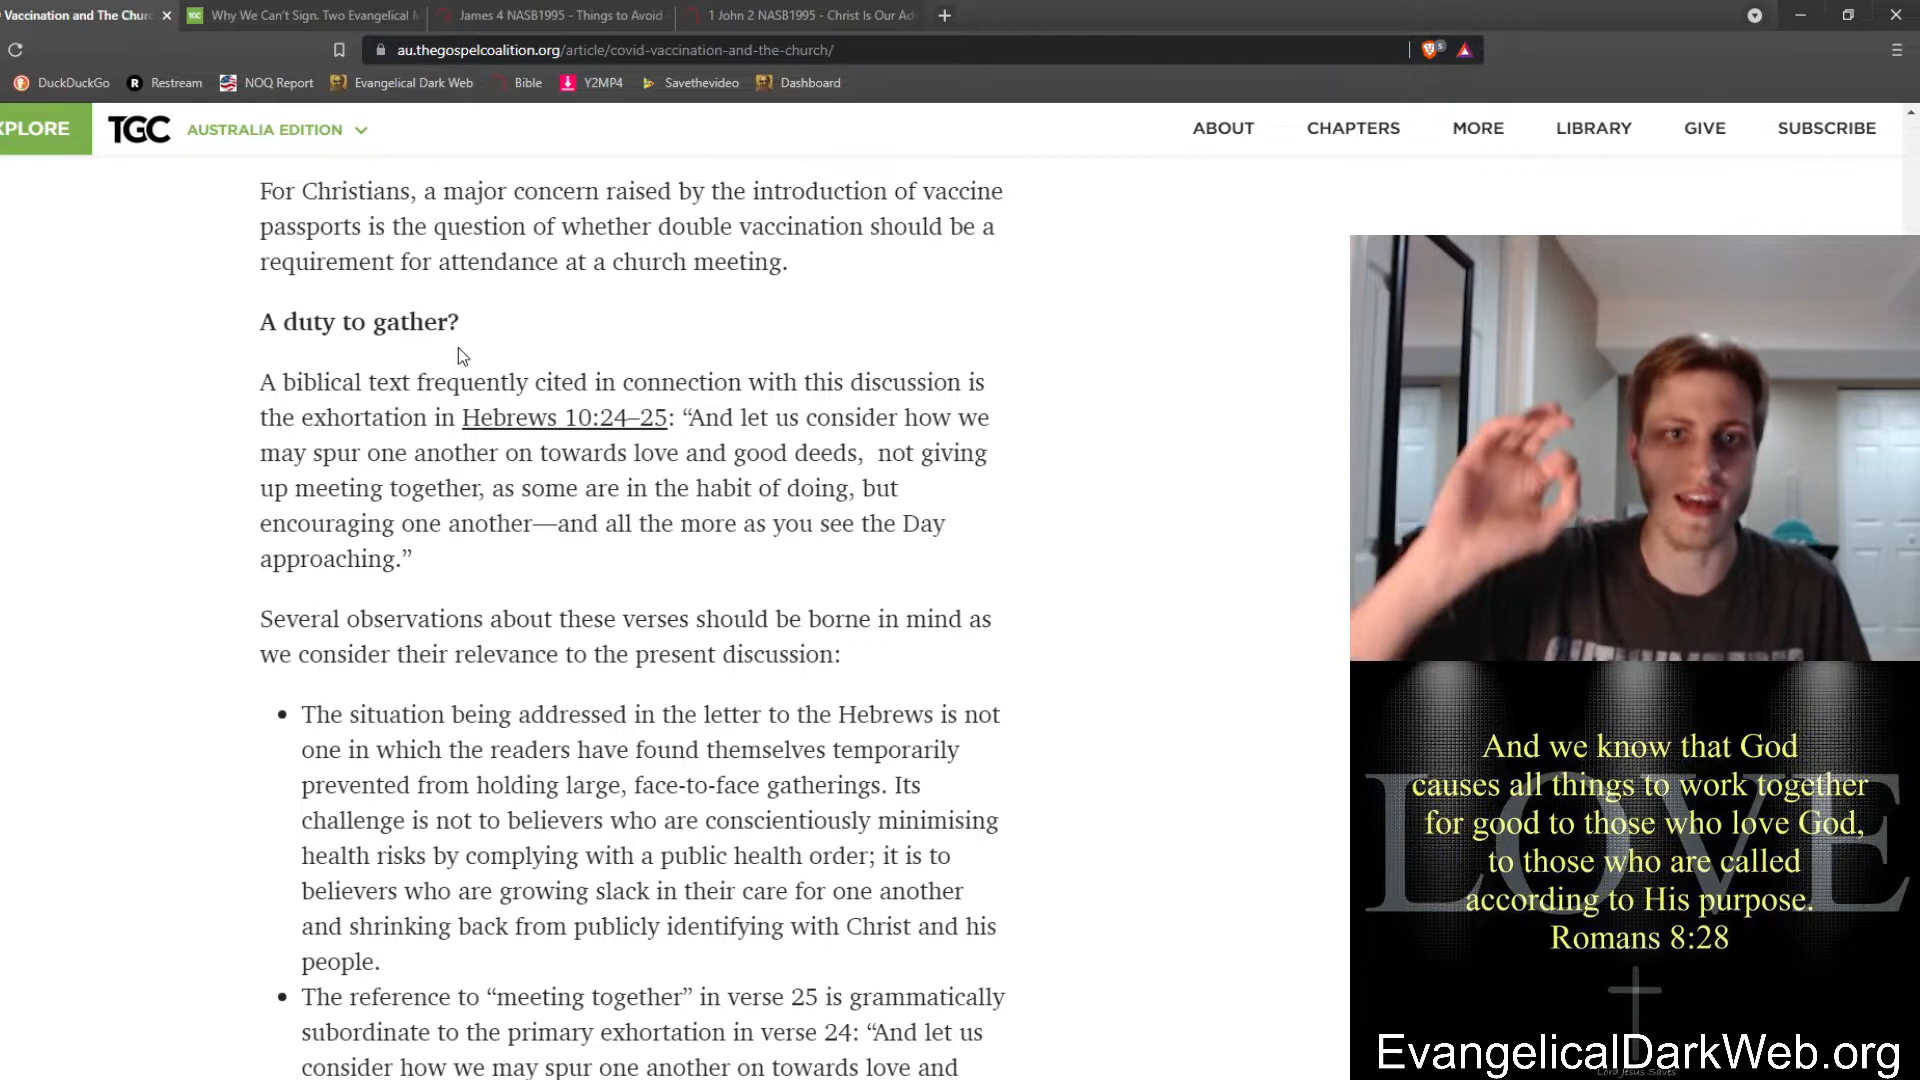 Vaccination and The Churc
Why We Can't Sign. Two Evangelical M
James 4 NASB1995 - Things to Avoid
1 John 2 NASB1995 - Christ Is Our Adv
au.thegospelcoalition.org/article/covid-vaccination-and-the-church/
5
DuckDuckGo
R
Restream
NOQ Report
Evangelical Dark Web
Bible
Y2MP4
Savethevideo
Dashboard
XPLORE
TGC
AUSTRALIA EDITION
ABOUT
CHAPTERS
MORE
LIBRARY
GIVE
SUBSCRIBE
For Christians, a major concern raised by the introduction of vaccine
passports is the question of whether double vaccination should be a
requirement for attendance at a church meeting.
A duty to gather?
A biblical text frequently cited in connection with this discussion is
the exhortation in Hebrews 10:24–25: “And let us consider how we
may spur one another on towards love and good deeds,  not giving
up meeting together, as some are in the habit of doing, but
encouraging one another—and all the more as you see the Day
approaching.”
Several observations about these verses should be borne in mind as
we consider their relevance to the present discussion:
• The situation being addressed in the letter to the Hebrews is not
one in which the readers have found themselves temporarily
prevented from holding large, face-to-face gatherings. Its
challenge is not to believers who are conscientiously minimising
health risks by complying with a public health order; it is to
believers who are growing slack in their care for one another
and shrinking back from publicly identifying with Christ and his
people.
• The reference to “meeting together” in verse 25 is grammatically
subordinate to the primary exhortation in verse 24: “And let us
consider how we may spur one another on towards love and
And we know that God
causes all things to work together
for good to those who love God,
to those who are called
according to His purpose.
Romans 8:28
LOVE
EvangelicalDarkWeb.org
Lord Jesus Saves